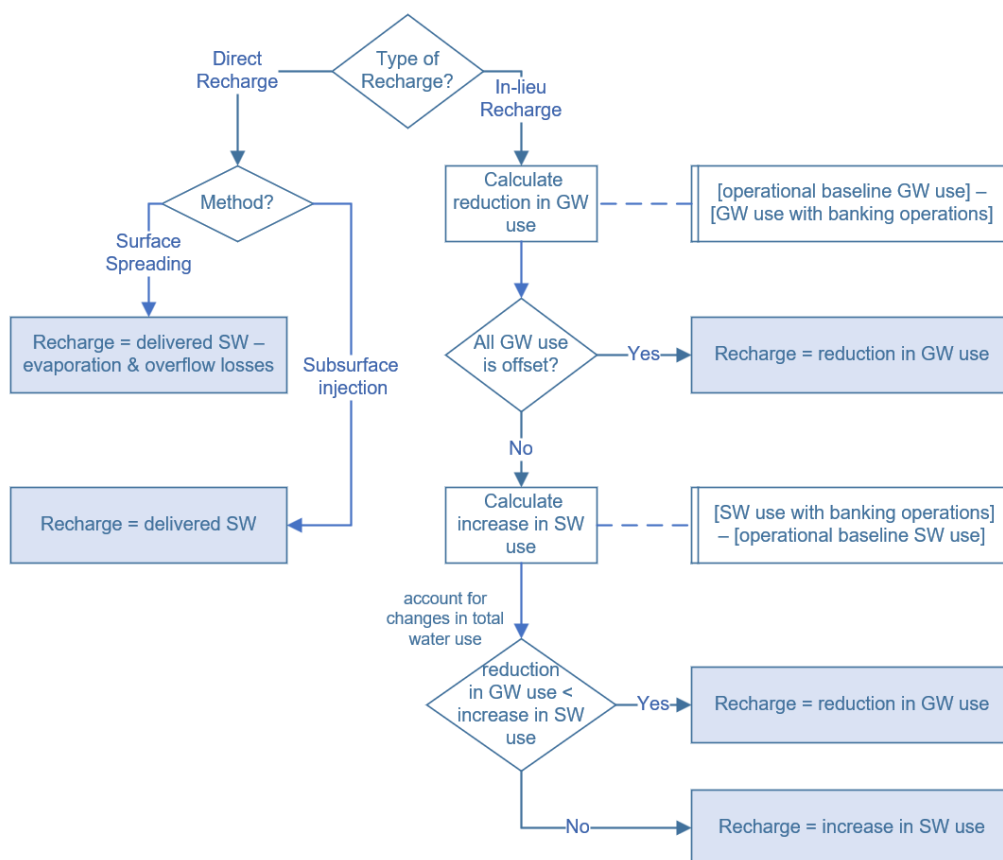 Type of
Recharge?
Direct
Recharge
In-lieu
Recharge
Method?
Surface
Spreading
Recharge = delivered SW –
evaporation & overflow losses
Subsurface
injection
Recharge = delivered SW
Calculate
reduction in GW
use
[operational baseline GW use] –
[GW use with banking operations]
All GW use
is offset?
Yes
Recharge = reduction in GW use
No
Calculate
increase in SW
use
[SW use with banking operations]
– [operational baseline SW use]
account for
changes in total
water use
reduction
in GW use <
increase in SW
use
Yes
Recharge = reduction in GW use
No
Recharge = increase in SW use